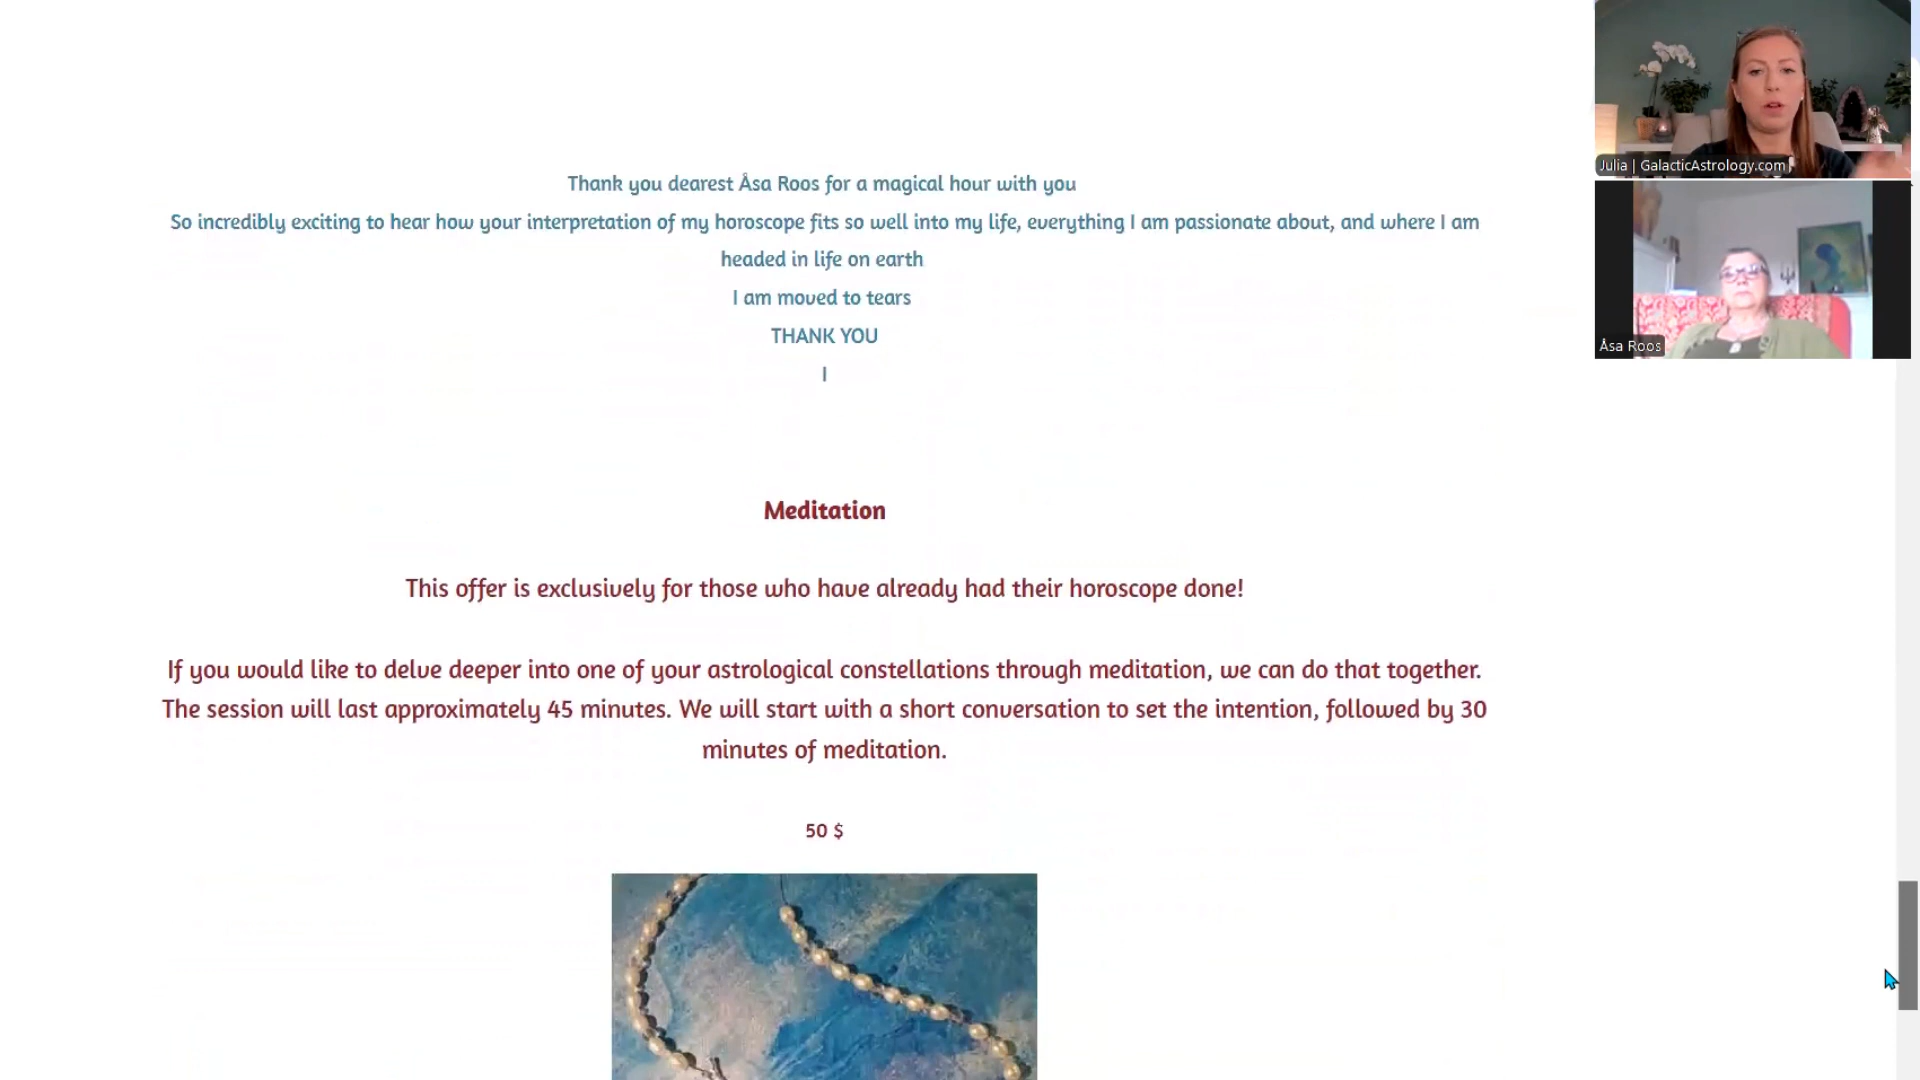 Thank you dearest Åsa Roos for a magical hour with you
So incredibly exciting to hear how your interpretation of my horoscope fits so well into my life, everything I am passionate about, and where I am
headed in life on earth
I am moved to tears
THANK YOU
I
Meditation
This offer is exclusively for those who have already had their horoscope done!
If you would like to delve deeper into one of your astrological constellations through meditation, we can do that together.
The session will last approximately 45 minutes. We will start with a short conversation to set the intention, followed by 30
minutes of meditation.
50 $
Julia | GalacticAstrology.com
Åsa Roos